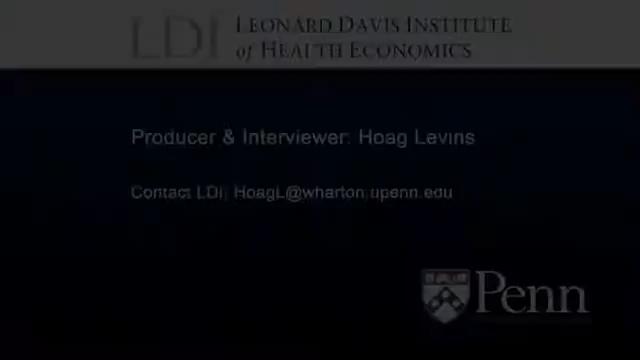 LDI LEONARD DAVIS INSTITUTE
of HEALTH ECONOMICS
Producer & Interviewer: Hoag Levins
Contact LDI: HoagL@wharton.upenn.edu
Penn